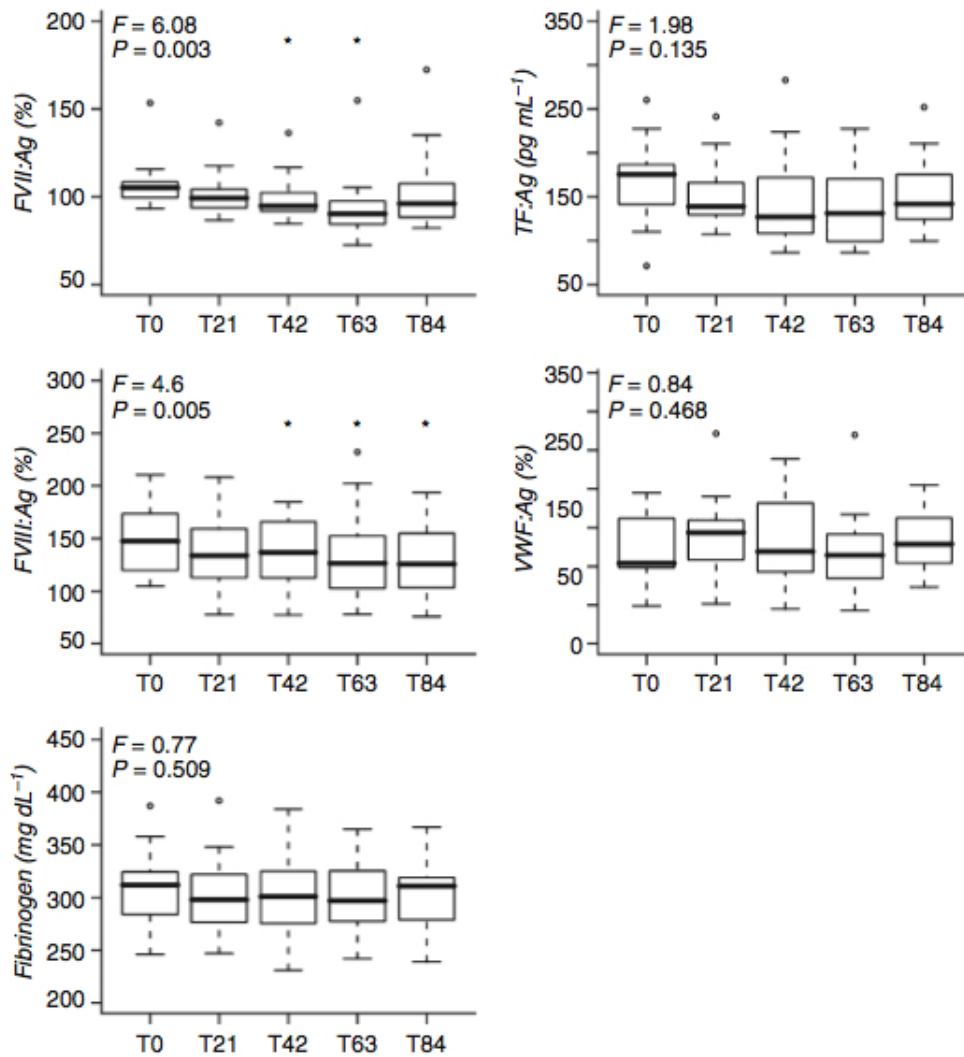 FVII:Ag (%)
200
150
100
50
F = 6.08
P = 0.003
* *
T0 T21 T42 T63 T84
TF:Ag (pg mL⁻¹)
350
250
150
50
F = 1.98
P = 0.135
T0 T21 T42 T63 T84
FVIII:Ag (%)
300
250
200
150
100
50
F = 4.6
P = 0.005
* * *
T0 T21 T42 T63 T84
VWF:Ag (%)
350
250
150
50
0
F = 0.84
P = 0.468
T0 T21 T42 T63 T84
Fibrinogen (mg dL⁻¹)
450
400
350
300
250
200
F = 0.77
P = 0.509
T0 T21 T42 T63 T84